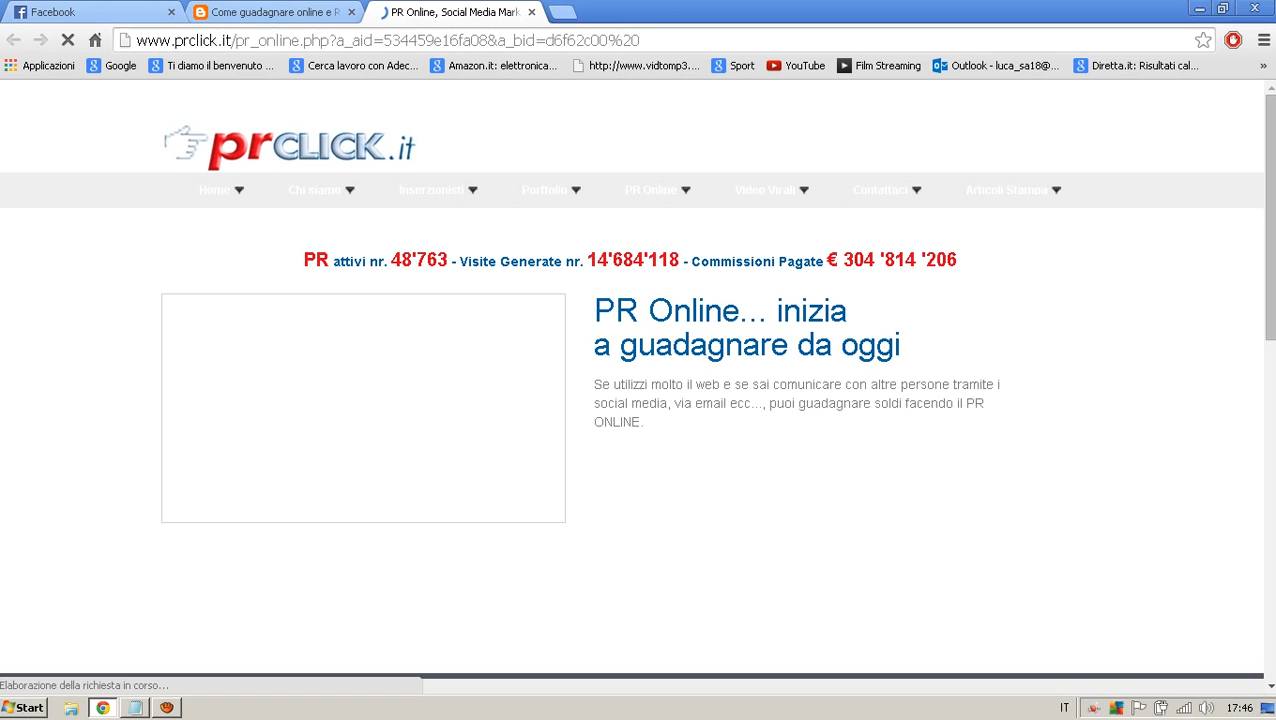 Facebook
Come guadagnare online e R
PR Online, Social Media Mark
www.prclick.it/pr_online.php?a_aid=534459e16fa08&a_bid=d6f62c00%20
Applicazioni
Google
Ti diamo il benvenuto ...
Cerca lavoro con Adec...
Amazon.it: elettronica...
http://www.vidtomp3....
Sport
YouTube
Film Streaming
Outlook - luca_sa18@...
Diretta.it: Risultati cal...
»
prCLICK.it
Home
Chi siamo
Inserzionisti
Portfolio
PR Online
Video Virali
Contattaci
Articoli Stampa
PR attivi nr. 48'763 - Visite Generate nr. 14'684'118 - Commissioni Pagate € 304 '814 '206
PR Online... inizia
a guadagnare da oggi
Se utilizzi molto il web e se sai comunicare con altre persone tramite i
social media, via email ecc..., puoi guadagnare soldi facendo il PR
ONLINE.
Elaborazione della richiesta in corso...
Start
IT
17:46